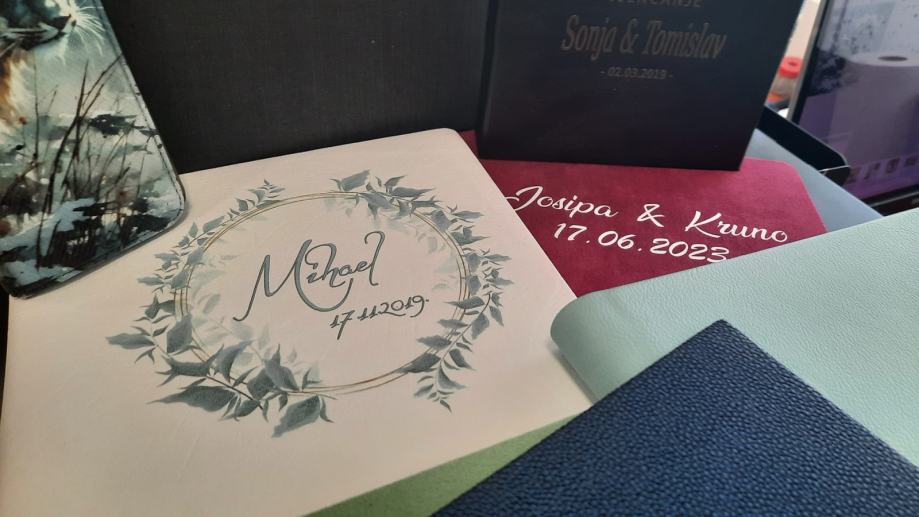 Sonja & Tomislav
- 02.03.2019 -
Josipa & Kruno
17.06.2023
Mihael
17.11.2019.